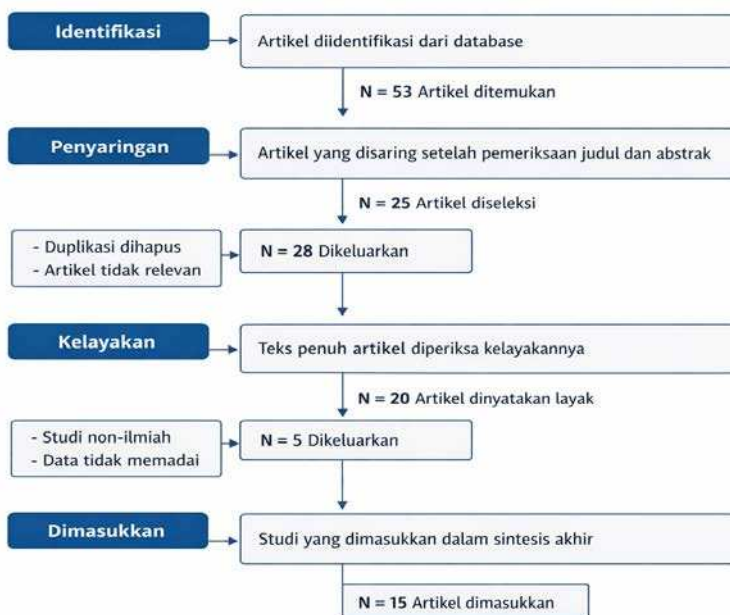 Identifikasi
Artikel diidentifikasi dari database
N = 53 Artikel ditemukan
Penyaringan
Artikel yang disaring setelah pemeriksaan judul dan abstrak
N = 25 Artikel diseleksi
- Duplikasi dihapus
- Artikel tidak relevan
N = 28 Dikeluarkan
Kelayakan
Teks penuh artikel diperiksa kelayakannya
N = 20 Artikel dinyatakan layak
- Studi non-ilmiah
- Data tidak memadai
N = 5 Dikeluarkan
Dimasukkan
Studi yang dimasukkan dalam sintesis akhir
N = 15 Artikel dimasukkan